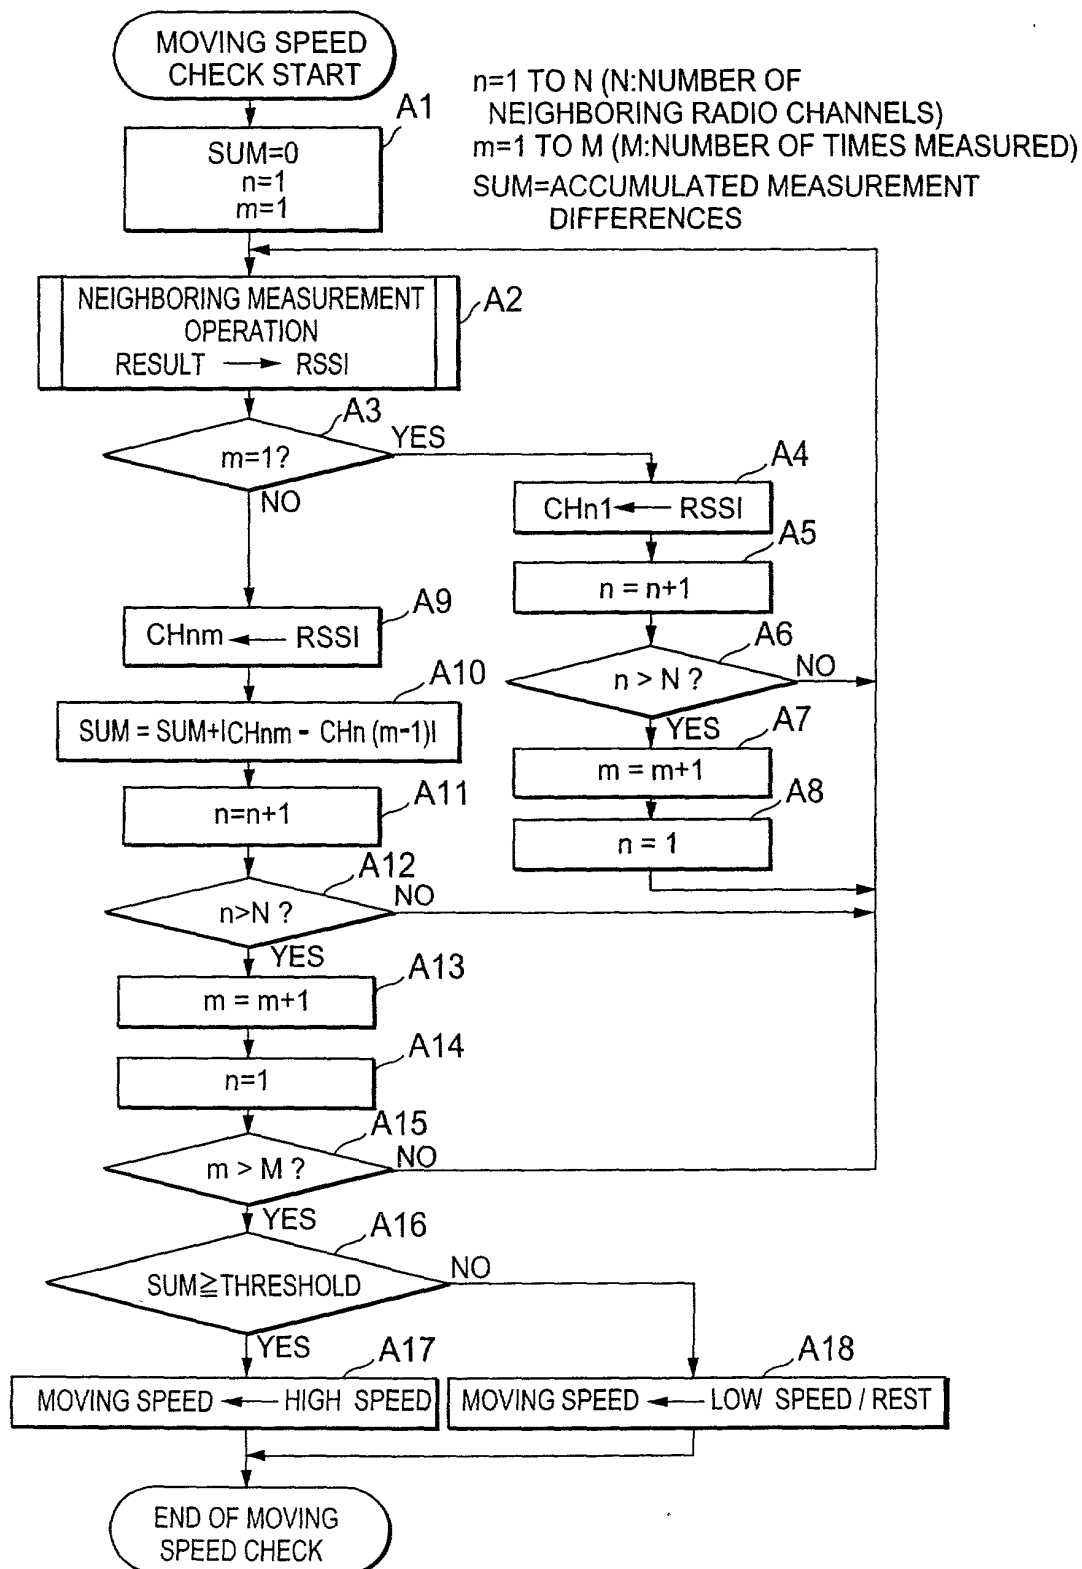 MOVING SPEED
CHECK START
n=1 TO N (N:NUMBER OF
NEIGHBORING RADIO CHANNELS)
m=1 TO M (M:NUMBER OF TIMES MEASURED)
SUM=ACCUMULATED MEASUREMENT
DIFFERENCES
A1
SUM=0
n=1
m=1
A2
NEIGHBORING MEASUREMENT
OPERATION
RESULT → RSSI
A3
m=1?
YES
NO
A4
CHn1 ← RSSI
A5
n = n+1
A6
n > N ?
NO
YES
A7
m = m+1
A8
n = 1
A9
CHnm ← RSSI
A10
SUM = SUM+|CHnm - CHn (m-1)|
A11
n=n+1
A12
n>N ?
NO
YES
A13
m = m+1
A14
n=1
A15
m > M ?
NO
YES
A16
SUM≧THRESHOLD
NO
YES
A17
MOVING SPEED ← HIGH SPEED
A18
MOVING SPEED ← LOW SPEED / REST
END OF MOVING
SPEED CHECK